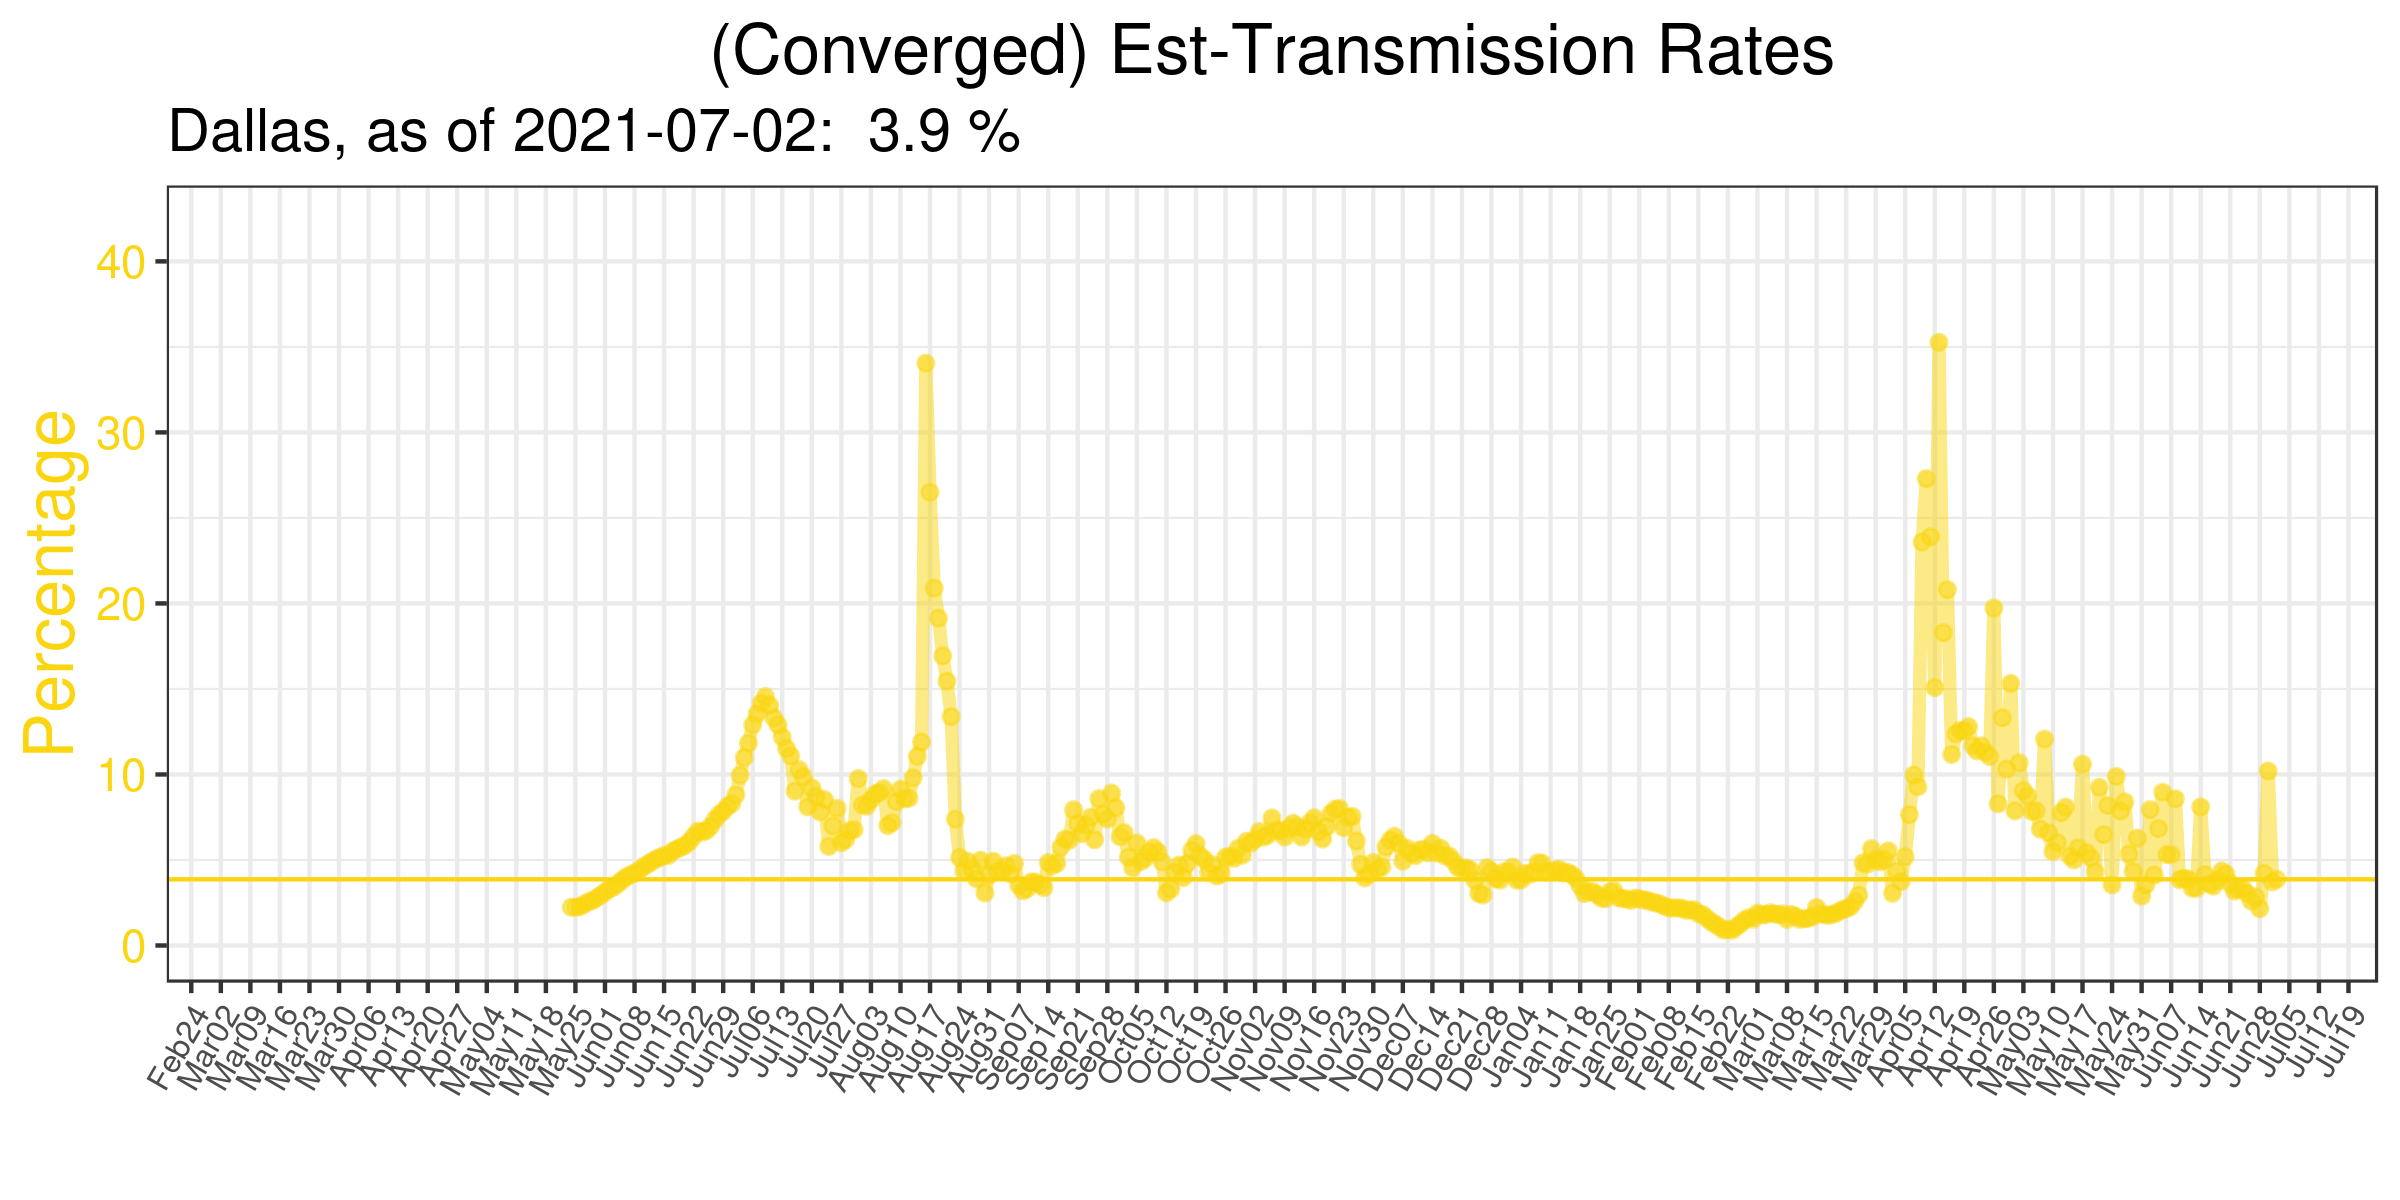 (Converged) Est-Transmission Rates
Dallas, as of 2021-07-02:  3.9 %
Percentage
40
30
20
10
0
Feb24
Mar02
Mar09
Mar16
Mar23
Mar30
Apr06
Apr13
Apr20
Apr27
May04
May11
May18
May25
Jun01
Jun08
Jun15
Jun22
Jun29
Jul06
Jul13
Jul20
Jul27
Aug03
Aug10
Aug17
Aug24
Aug31
Sep07
Sep14
Sep21
Sep28
Oct05
Oct12
Oct19
Oct26
Nov02
Nov09
Nov16
Nov23
Nov30
Dec07
Dec14
Dec21
Dec28
Jan04
Jan11
Jan18
Jan25
Feb01
Feb08
Feb15
Feb22
Mar01
Mar08
Mar15
Mar22
Mar29
Apr05
Apr12
Apr19
Apr26
May03
May10
May17
May24
May31
Jun07
Jun14
Jun21
Jun28
Jul05
Jul12
Jul19